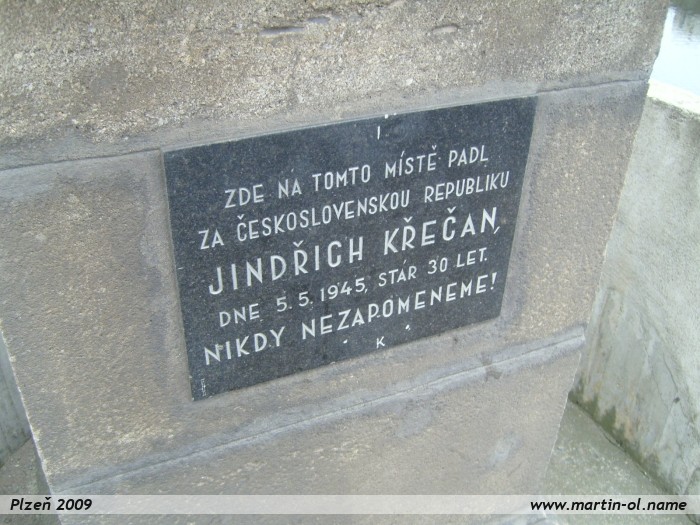 I
ZDE NA TOMTO MÍSTĚ PADL
ZA ČESKOSLOVENSKOU REPUBLIKU
JINDŘICH KŘEČAN,
DNE 5.5.1945, STÁR 30 LET.
NIKDY NEZAPOMENEME!
K
Plzeň 2009
www.martin-ol.name